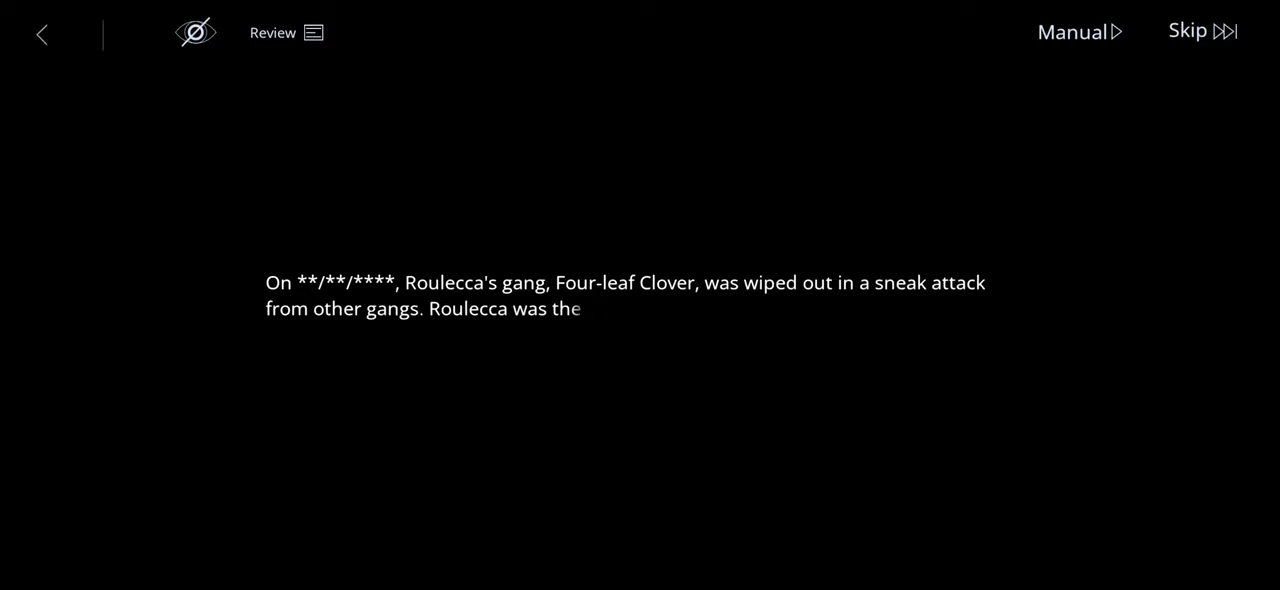 Review
Manual
Skip
On **/**/****, Roulecca's gang, Four-leaf Clover, was wiped out in a sneak attack
from other gangs. Roulecca was the